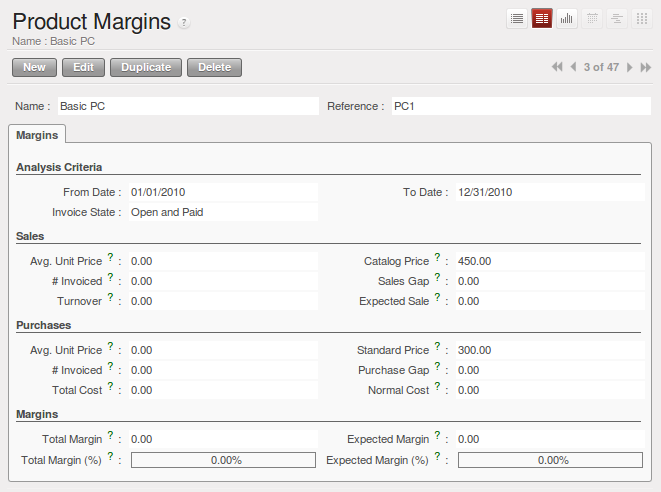 Product Margins ?
Name : Basic PC
New Edit Duplicate Delete 3 of 47
Name : Basic PC Reference : PC1
Margins
Analysis Criteria
From Date : 01/01/2010 To Date : 12/31/2010
Invoice State : Open and Paid
Sales
Avg. Unit Price ? : 0.00 Catalog Price ? : 450.00
# Invoiced ? : 0.00 Sales Gap ? : 0.00
Turnover ? : 0.00 Expected Sale ? : 0.00
Purchases
Avg. Unit Price ? : 0.00 Standard Price ? : 300.00
# Invoiced ? : 0.00 Purchase Gap ? : 0.00
Total Cost ? : 0.00 Normal Cost ? : 0.00
Margins
Total Margin ? : 0.00 Expected Margin ? : 0.00
Total Margin (%) ? : 0.00% Expected Margin (%) ? : 0.00%